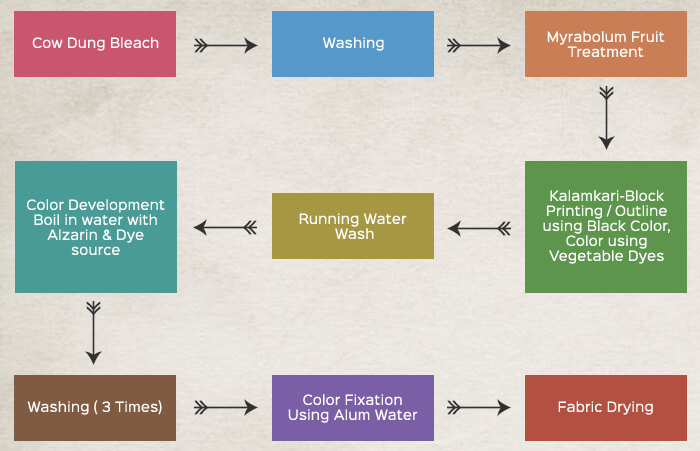 Cow Dung Bleach
Washing
Myrabolum Fruit
Treatment
Kalamkari-Block
Printing / Outline
using Black Color,
Color using
Vegetable Dyes
Running Water
Wash
Color Development
Boil in water with
Alzarin & Dye
source
Washing ( 3 Times)
Color Fixation
Using Alum Water
Fabric Drying